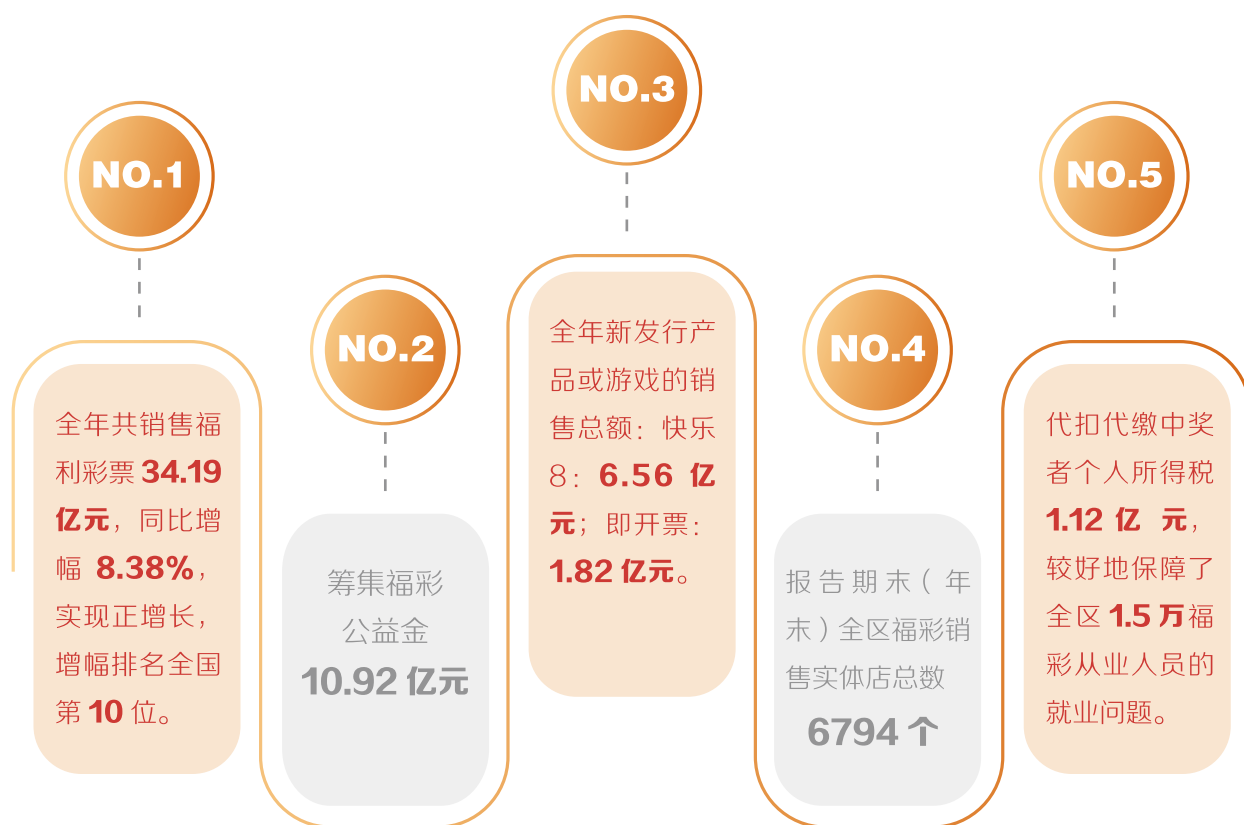 NO.1
全年共销售福
利彩票 34.19
亿元，同比增
幅 8.38%，
实现正增长，
增幅排名全国
第 10 位。
NO.2
筹集福彩
公益金
10.92 亿元
NO.3
全年新发行产
品或游戏的销
售总额：快乐
8：6.56 亿
元；即开票：
1.82 亿元。
NO.4
报告期末（年
末）全区福彩销
售实体店总数
6794 个
NO.5
代扣代缴中奖
者个人所得税
1.12 亿 元，
较好地保障了
全区 1.5 万福
彩从业人员的
就业问题。